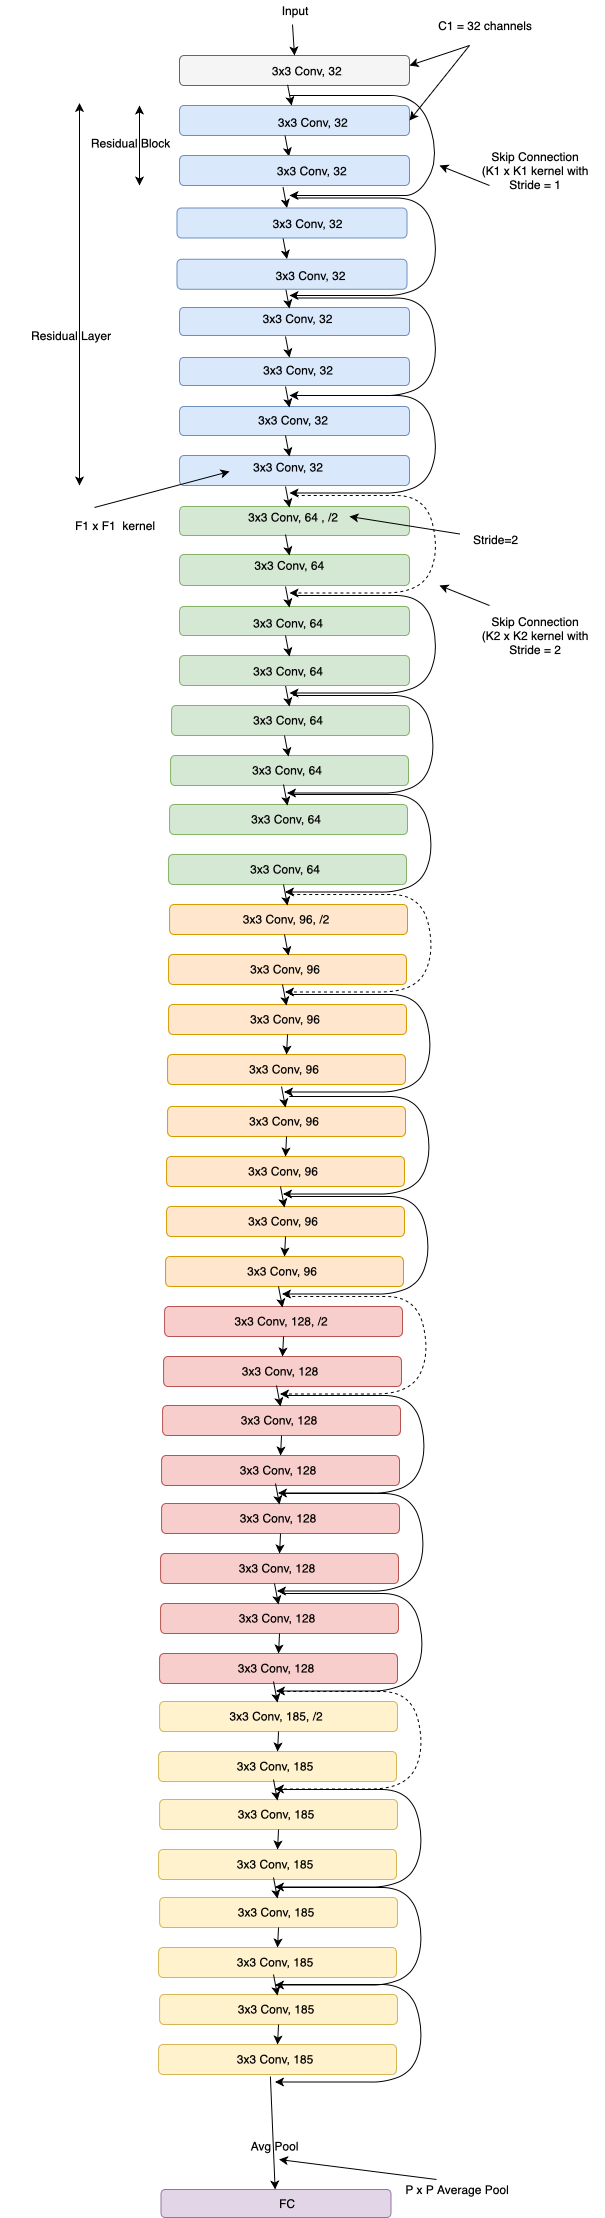 Input
C1 = 32 channels
3x3 Conv, 32
3x3 Conv, 32
Residual Block
3x3 Conv, 32
Skip Connection
(K1 x K1 kernel with
Stride = 1
3x3 Conv, 32
3x3 Conv, 32
3x3 Conv, 32
Residual Layer
3x3 Conv, 32
3x3 Conv, 32
3x3 Conv, 32
F1 x F1 kernel
3x3 Conv, 64 , /2
Stride=2
3x3 Conv, 64
3x3 Conv, 64
Skip Connection
(K2 x K2 kernel with
Stride = 2
3x3 Conv, 64
3x3 Conv, 64
3x3 Conv, 64
3x3 Conv, 64
3x3 Conv, 64
3x3 Conv, 96, /2
3x3 Conv, 96
3x3 Conv, 96
3x3 Conv, 96
3x3 Conv, 96
3x3 Conv, 96
3x3 Conv, 96
3x3 Conv, 96
3x3 Conv, 128, /2
3x3 Conv, 128
3x3 Conv, 128
3x3 Conv, 128
3x3 Conv, 128
3x3 Conv, 128
3x3 Conv, 128
3x3 Conv, 128
3x3 Conv, 185, /2
3x3 Conv, 185
3x3 Conv, 185
3x3 Conv, 185
3x3 Conv, 185
3x3 Conv, 185
3x3 Conv, 185
3x3 Conv, 185
Avg Pool
P x P Average Pool
FC